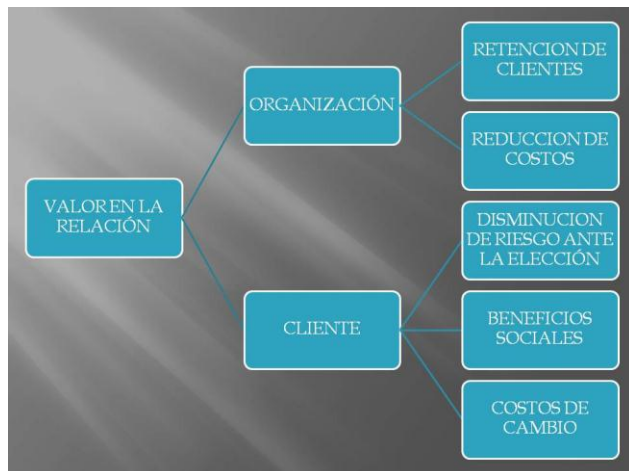 VALOR EN LA
RELACIÓN
ORGANIZACIÓN
RETENCION DE
CLIENTES
REDUCCION DE
COSTOS
CLIENTE
DISMINUCION
DE RIESGO ANTE
LA ELECCIÓN
BENEFICIOS
SOCIALES
COSTOS DE
CAMBIO